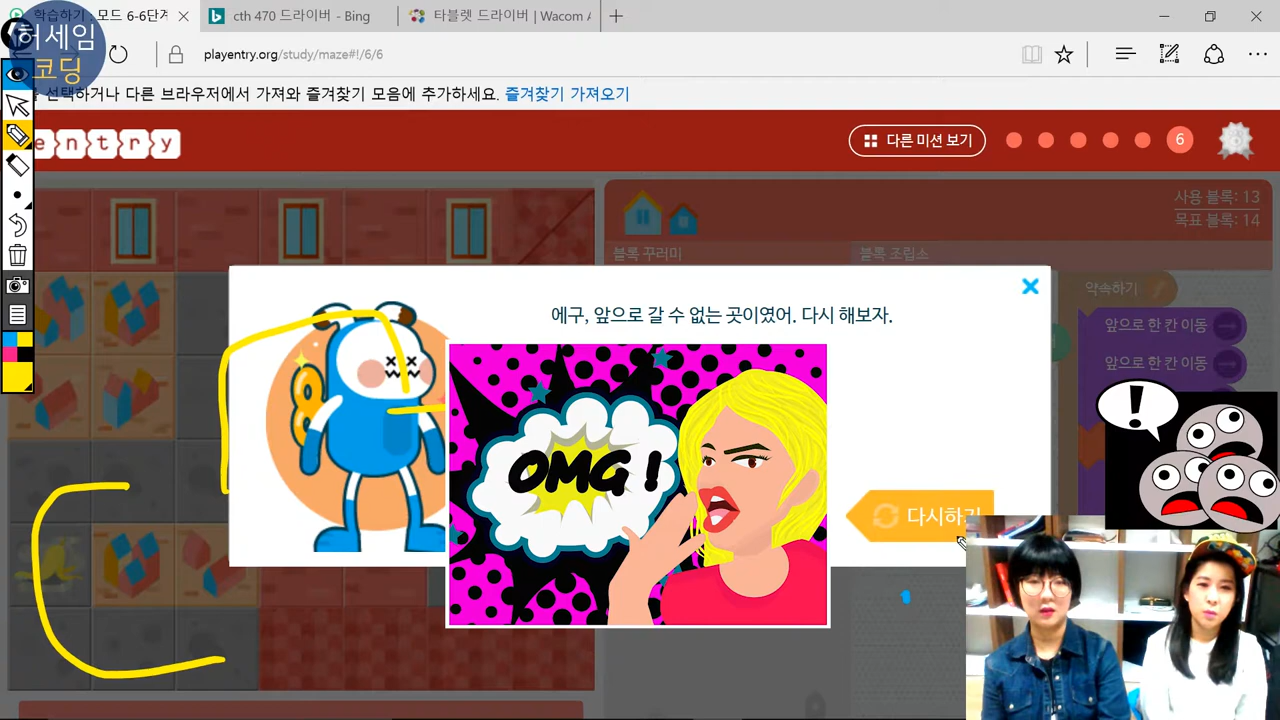 학습하기 : 모드 6-6단계
cth 470 드라이버 - Bing
타블렛 드라이버 | Wacom A
허세임
코딩
playentry.org/study/maze#!/6/6
선택하거나 다른 브라우저에서 가져와 즐겨찾기 모음에 추가하세요. 즐겨찾기 가져오기
entry
다른 미션 보기
6
사용 블록: 13
목표 블록: 14
블록 꾸러미
블록 조립소
약속하기
앞으로 한 칸 이동
앞으로 한 칸 이동
에구, 앞으로 갈 수 없는 곳이였어. 다시 해보자.
OMG !
!
다시하기